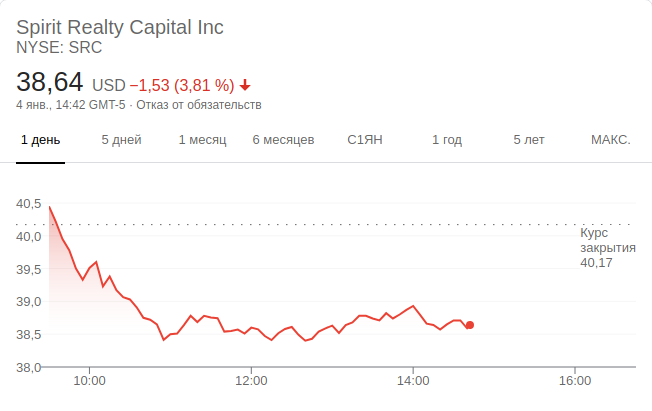 Spirit Realty Capital Inc
NYSE: SRC
38,64 USD −1,53 (3,81 %)
4 янв., 14:42 GMT-5 · Отказ от обязательств
1 день 5 дней 1 месяц 6 месяцев С1ЯН 1 год 5 лет МАКС.
40,5
Курс
закрытия
40,17
40,0
39,5
39,0
38,5
38,0
10:00 12:00 14:00 16:00